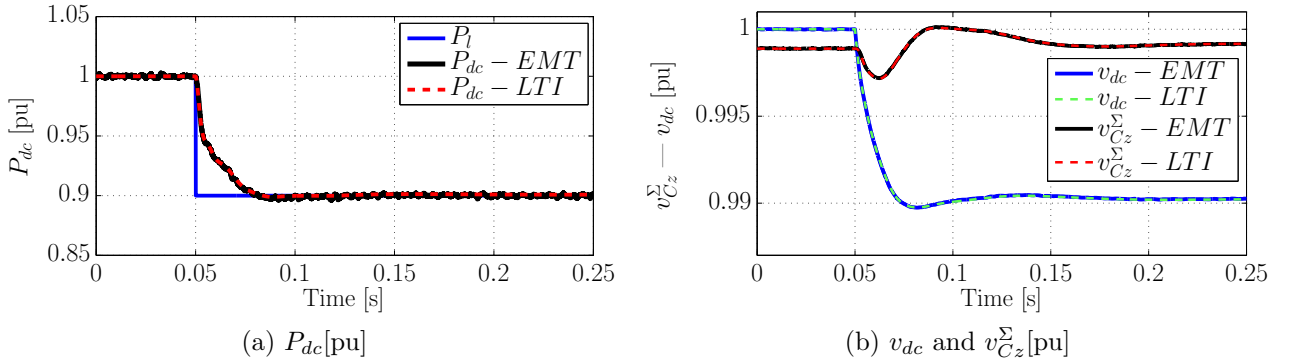 1.05
1
0.95
0.9
0.85
P_dc [pu]
0
0.05
0.1
0.15
0.2
0.25
Time [s]
P_l
P_dc − EMT
P_dc − LTI
(a) P_dc[pu]
1
0.995
0.99
v^Σ_Cz — v_dc [pu]
0
0.05
0.1
0.15
0.2
0.25
Time [s]
v_dc − EMT
v_dc − LTI
v^Σ_Cz − EMT
v^Σ_Cz − LTI
(b) v_dc and v^Σ_Cz[pu]